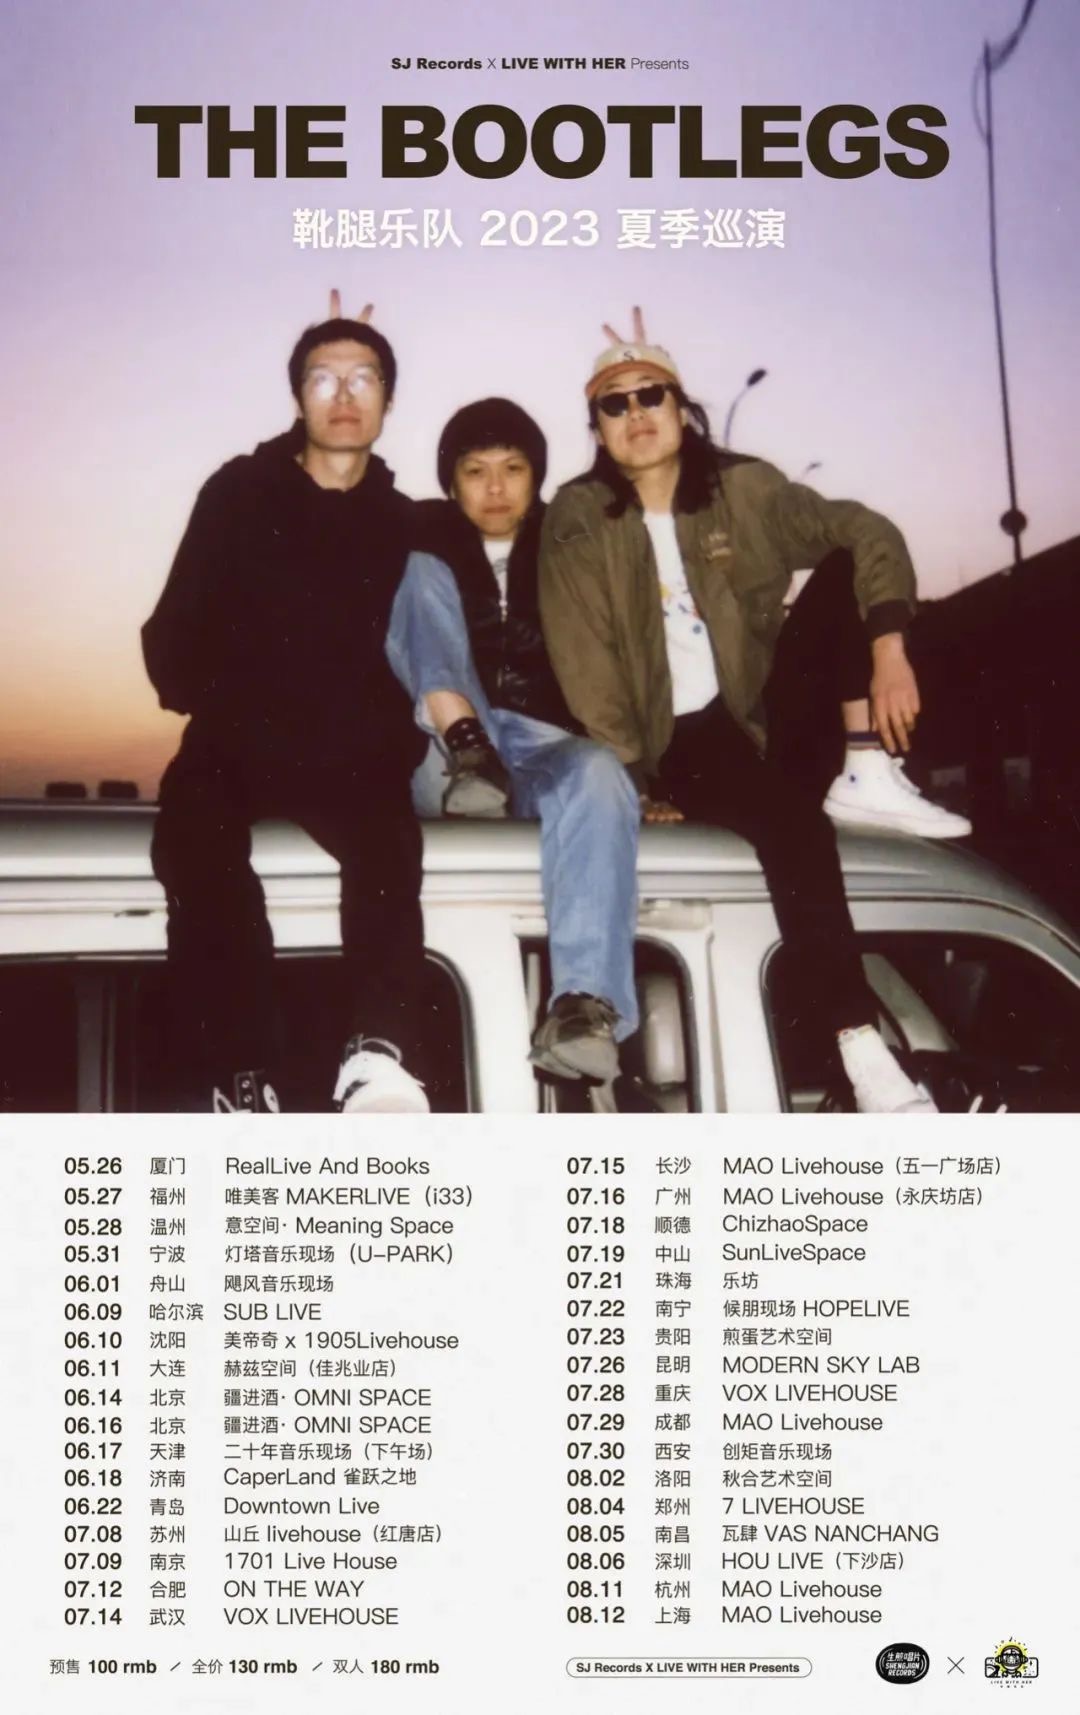 SJ Records X LIVE WITH HER Presents
THE BOOTLEGS
靴腿乐队 2023 夏季巡演
05.26 厦门 RealLive And Books
05.27 福州 唯美客 MAKERLIVE（i33）
05.28 温州 意空间· Meaning Space
05.31 宁波 灯塔音乐现场（U-PARK）
06.01 舟山 飓风音乐现场
06.09 哈尔滨 SUB LIVE
06.10 沈阳 美帝奇 x 1905Livehouse
06.11 大连 赫兹空间（佳兆业店）
06.14 北京 疆进酒· OMNI SPACE
06.16 北京 疆进酒· OMNI SPACE
06.17 天津 二十年音乐现场（下午场）
06.18 济南 CaperLand 雀跃之地
06.22 青岛 Downtown Live
07.08 苏州 山丘 livehouse（红唐店）
07.09 南京 1701 Live House
07.12 合肥 ON THE WAY
07.14 武汉 VOX LIVEHOUSE
07.15 长沙 MAO Livehouse（五一广场店）
07.16 广州 MAO Livehouse（永庆坊店）
07.18 顺德 ChizhaoSpace
07.19 中山 SunLiveSpace
07.21 珠海 乐坊
07.22 南宁 候朋现场 HOPELIVE
07.23 贵阳 煎蛋艺术空间
07.26 昆明 MODERN SKY LAB
07.28 重庆 VOX LIVEHOUSE
07.29 成都 MAO Livehouse
07.30 西安 创矩音乐现场
08.02 洛阳 秋合艺术空间
08.04 郑州 7 LIVEHOUSE
08.05 南昌 瓦肆 VAS NANCHANG
08.06 深圳 HOU LIVE（下沙店）
08.11 杭州 MAO Livehouse
08.12 上海 MAO Livehouse
预售 100 rmb / 全价 130 rmb / 双人 180 rmb
SJ Records X LIVE WITH HER Presents
生煎唱片
SHENGJIAN
RECORDS
LIVE WITH HER